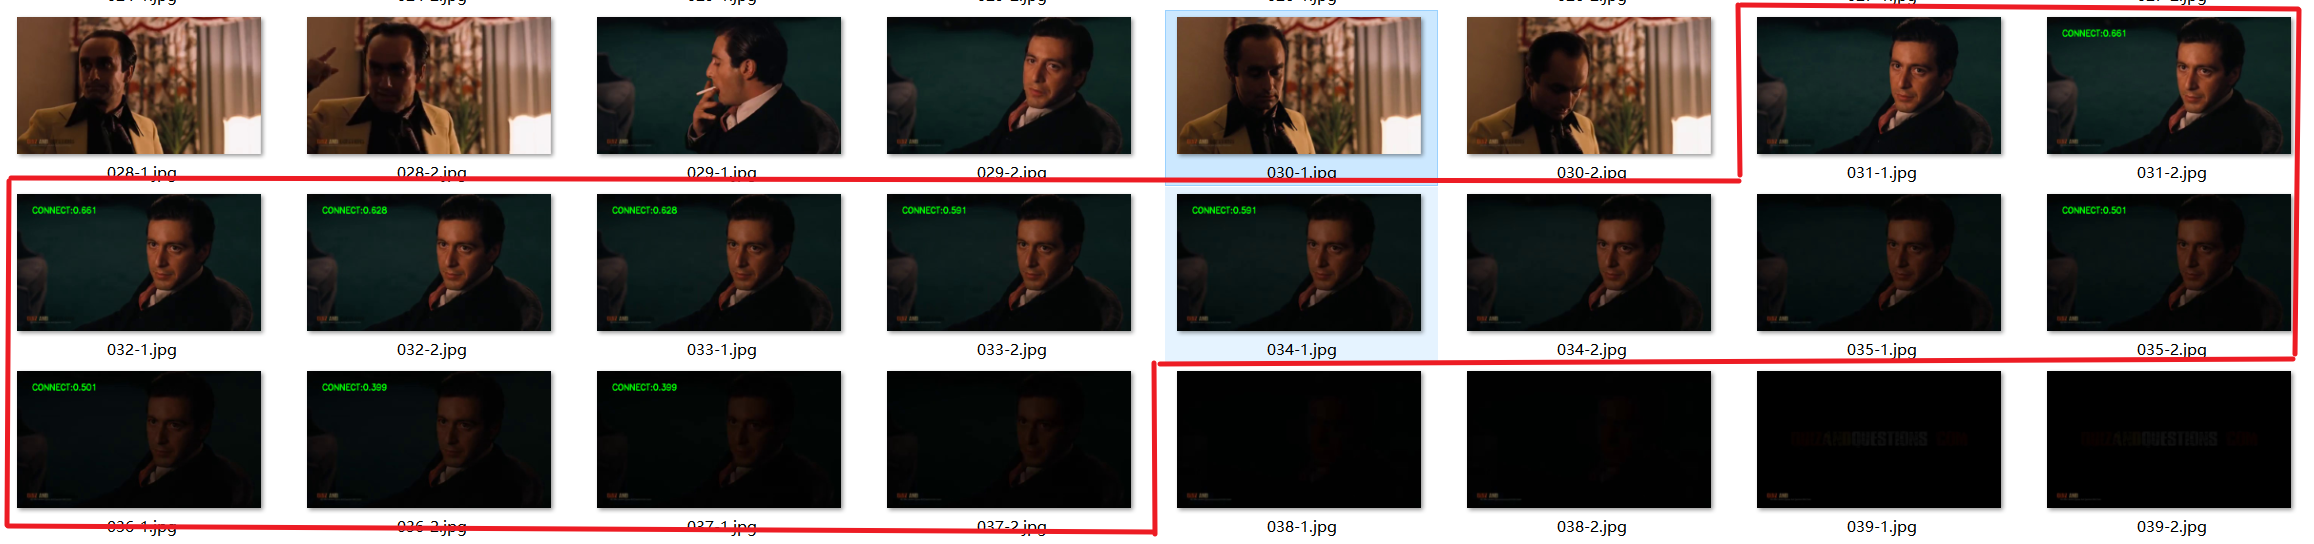 028-1.jpg 028-2.jpg 029-1.jpg 029-2.jpg 030-1.jpg 030-2.jpg 031-1.jpg 031-2.jpg
CONNECT:0.661
032-1.jpg 032-2.jpg 033-1.jpg 033-2.jpg 034-1.jpg 034-2.jpg 035-1.jpg 035-2.jpg
CONNECT:0.661 CONNECT:0.628 CONNECT:0.628 CONNECT:0.591 CONNECT:0.591 CONNECT:0.501
036-1.jpg 036-2.jpg 037-1.jpg 037-2.jpg 038-1.jpg 038-2.jpg 039-1.jpg 039-2.jpg
CONNECT:0.501 CONNECT:0.399 CONNECT:0.399